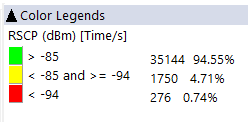 Color Legends
RSCP (dBm) [Time/s]
> -85 35144 94.55%
< -85 and >= -94 1750 4.71%
< -94 276 0.74%